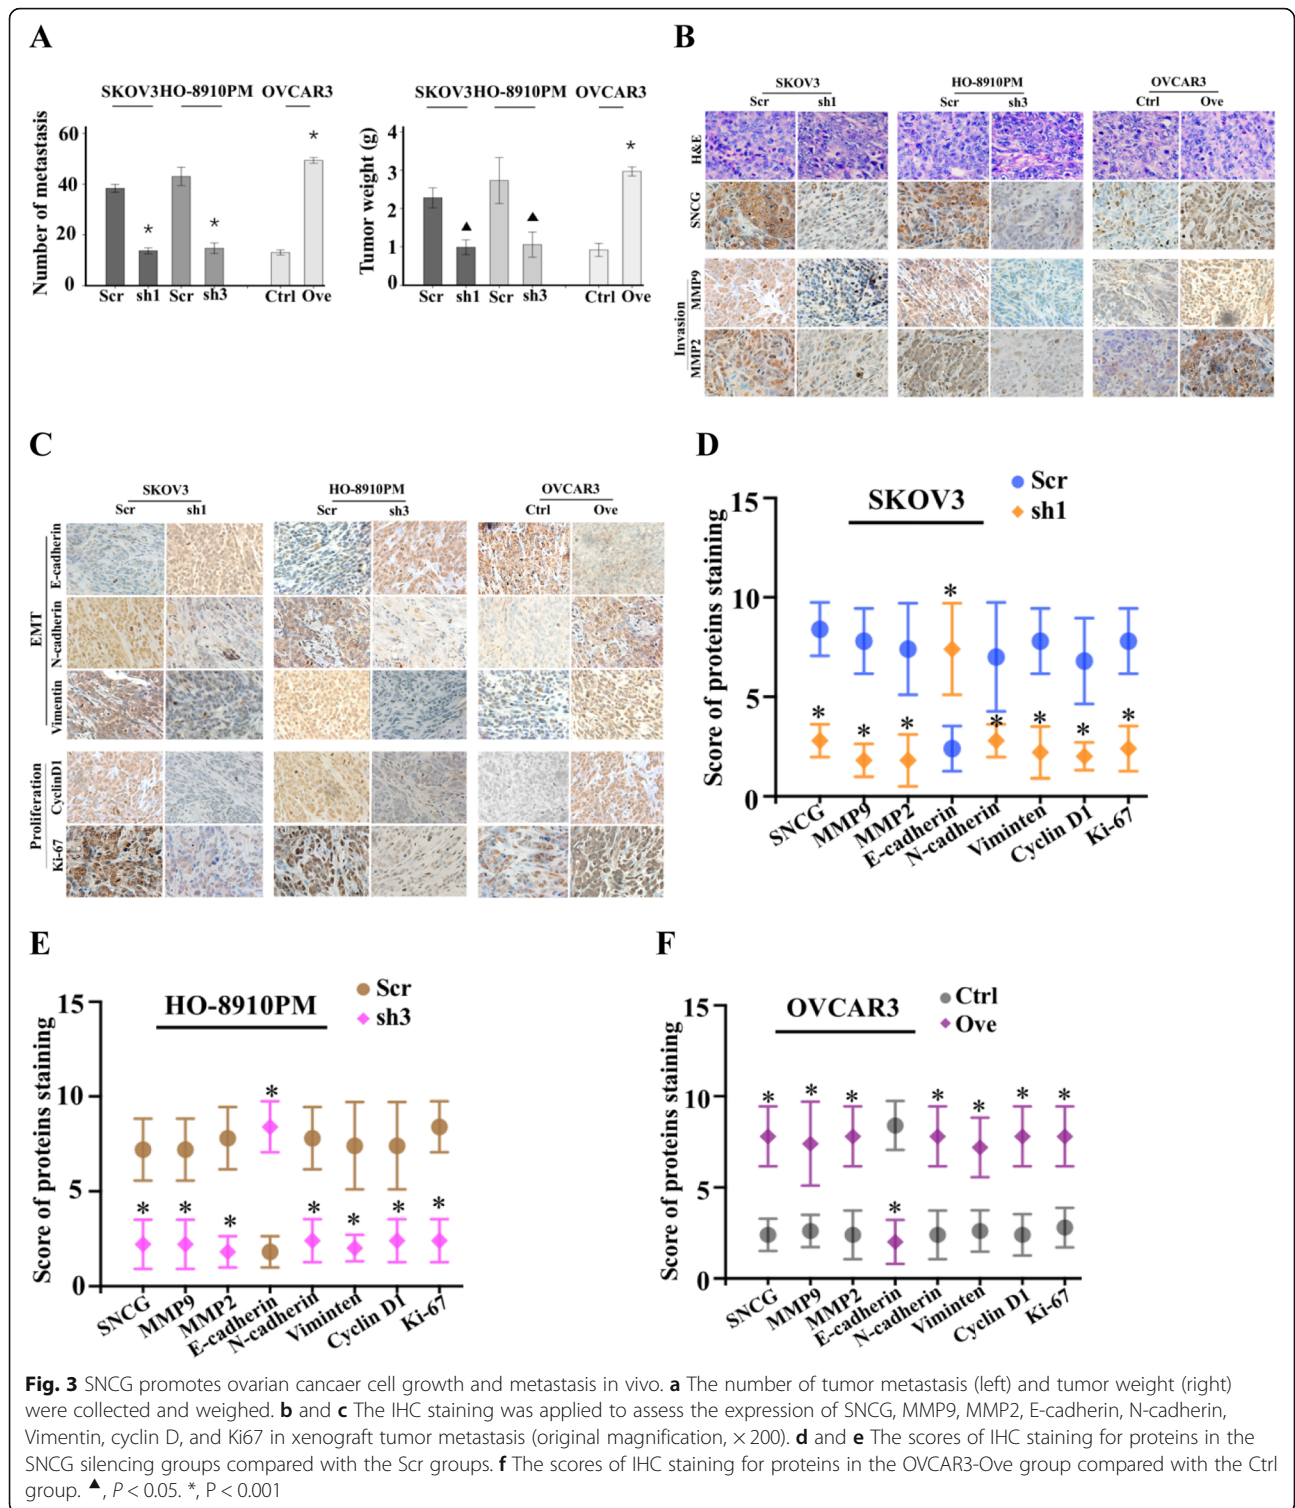 A
SKOV3 HO-8910PM OVCAR3
Number of metastasis
60
40
20
0
* * *
Scr sh1 Scr sh3 Ctrl Ove
SKOV3 HO-8910PM OVCAR3
Tumor weight (g)
4
3
2
1
0
▲ ▲ *
Scr sh1 Scr sh3 Ctrl Ove
B
SKOV3 HO-8910PM OVCAR3
Scr sh1 Scr sh3 Ctrl Ove
H&E
SNCG
Invasion
MMP9
MMP2
C
SKOV3 HO-8910PM OVCAR3
Scr sh1 Scr sh3 Ctrl Ove
EMT
E-cadherin
N-cadherin
Vimentin
Proliferation
CyclinD1
Ki-67
D
SKOV3
Scr
sh1
Score of proteins staining
15
10
5
0
* * * * * * * *
SNCG MMP9 MMP2 E-cadherin N-cadherin Viminten Cyclin D1 Ki-67
E
HO-8910PM
Scr
sh3
Score of proteins staining
15
10
5
0
* * * * * * * *
SNCG MMP9 MMP2 E-cadherin N-cadherin Viminten Cyclin D1 Ki-67
F
OVCAR3
Ctrl
Ove
Score of proteins staining
15
10
5
0
* * * * * * * *
SNCG MMP9 MMP2 E-cadherin N-cadherin Viminten Cyclin D1 Ki-67
Fig. 3 SNCG promotes ovarian cancaer cell growth and metastasis in vivo. a The number of tumor metastasis (left) and tumor weight (right)
were collected and weighed. b and c The IHC staining was applied to assess the expression of SNCG, MMP9, MMP2, E-cadherin, N-cadherin,
Vimentin, cyclin D, and Ki67 in xenograft tumor metastasis (original magnification, × 200). d and e The scores of IHC staining for proteins in the
SNCG silencing groups compared with the Scr groups. f The scores of IHC staining for proteins in the OVCAR3-Ove group compared with the Ctrl
group. ▲, P < 0.05. *, P < 0.001